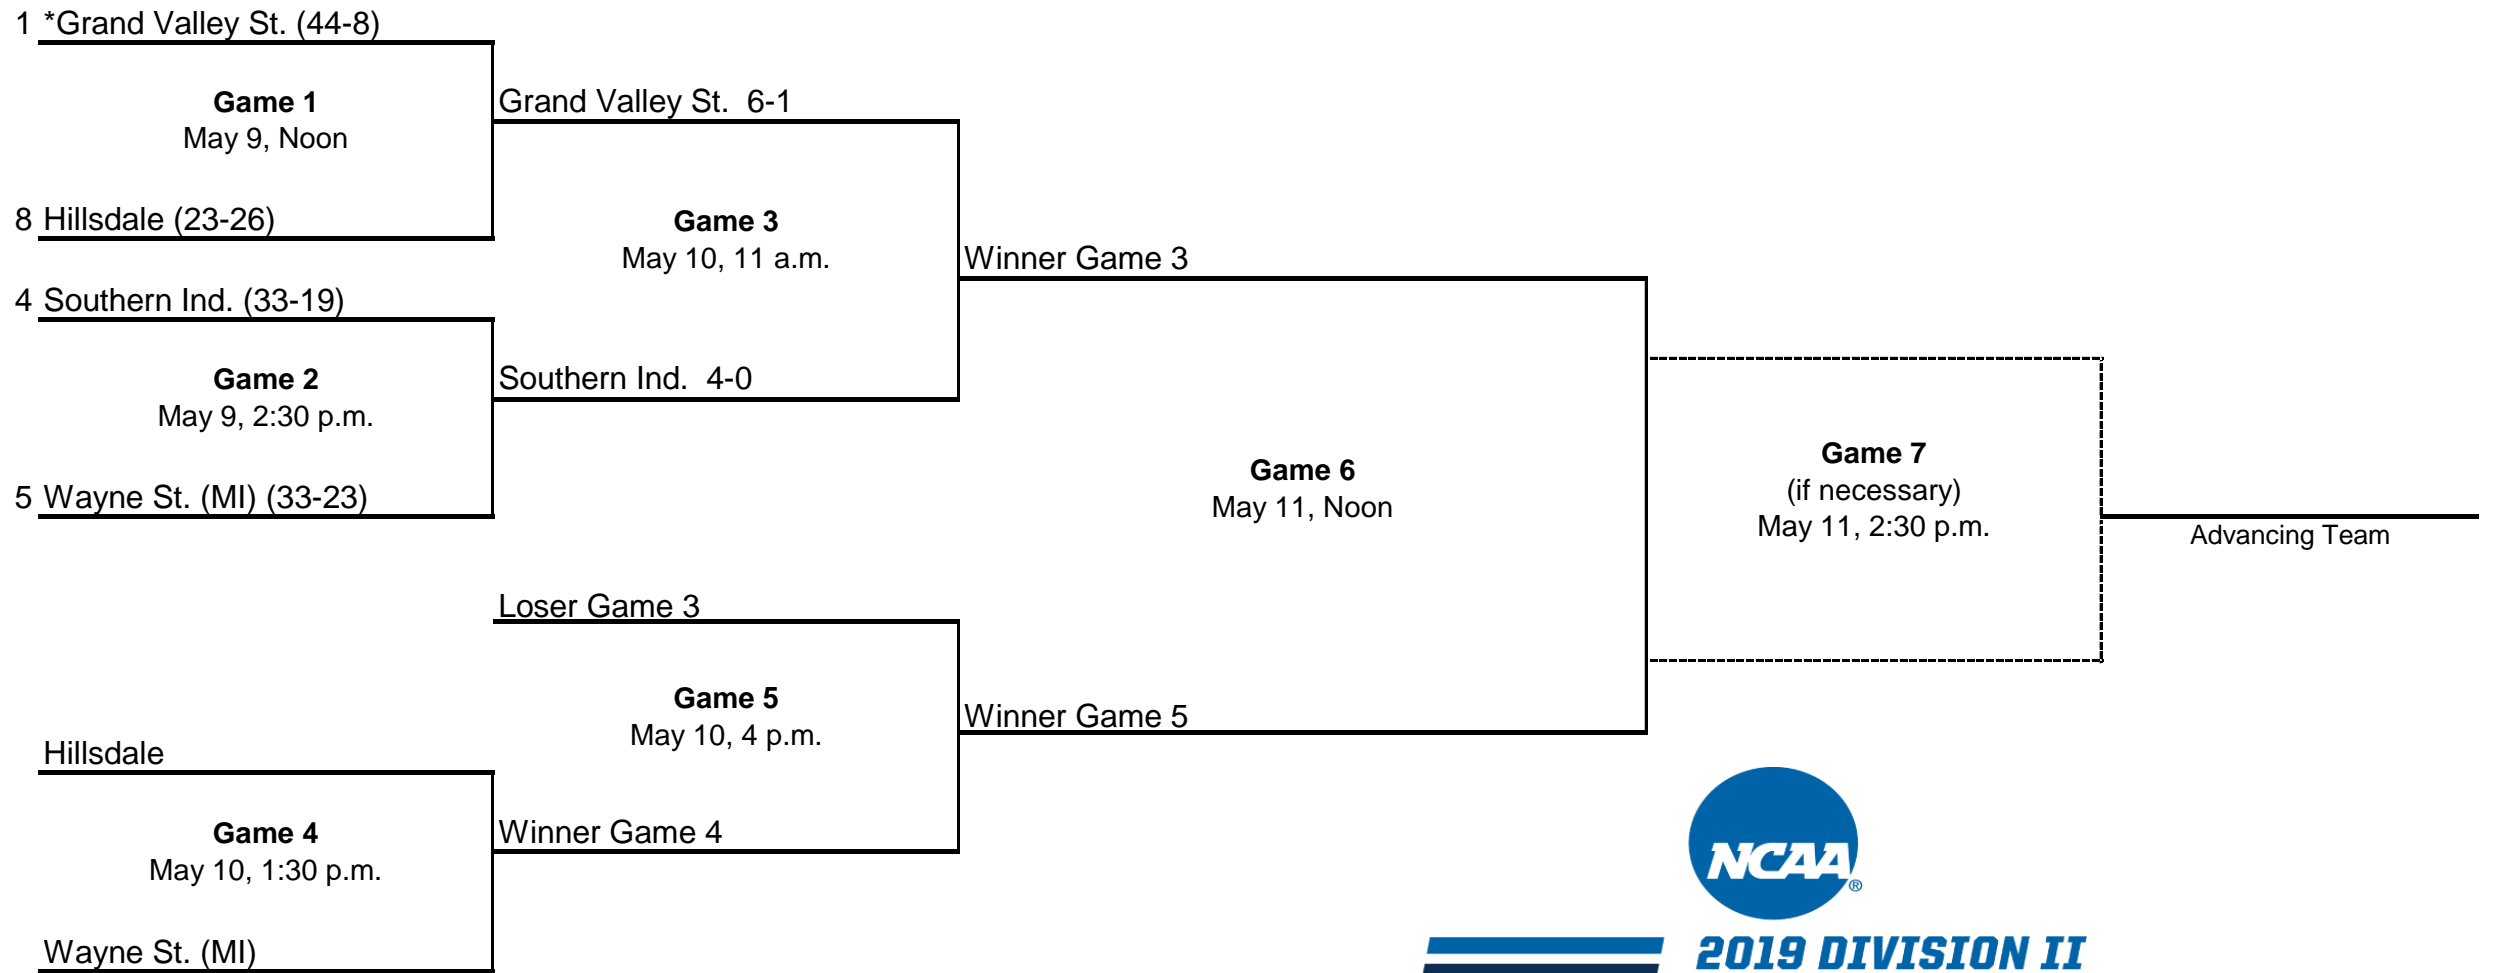 1 *Grand Valley St. (44-8)
Game 1
May 9, Noon
Grand Valley St.  6-1
8 Hillsdale (23-26)
Game 3
May 10, 11 a.m.
Winner Game 3
4 Southern Ind. (33-19)
Game 2
May 9, 2:30 p.m.
Southern Ind.  4-0
5 Wayne St. (MI) (33-23)
Game 6
May 11, Noon
Game 7
(if necessary)
May 11, 2:30 p.m.
Advancing Team
Loser Game 3
Game 5
May 10, 4 p.m.
Winner Game 5
Hillsdale
Game 4
May 10, 1:30 p.m.
Winner Game 4
Wayne St. (MI)
NCAA®
2019 DIVISION II